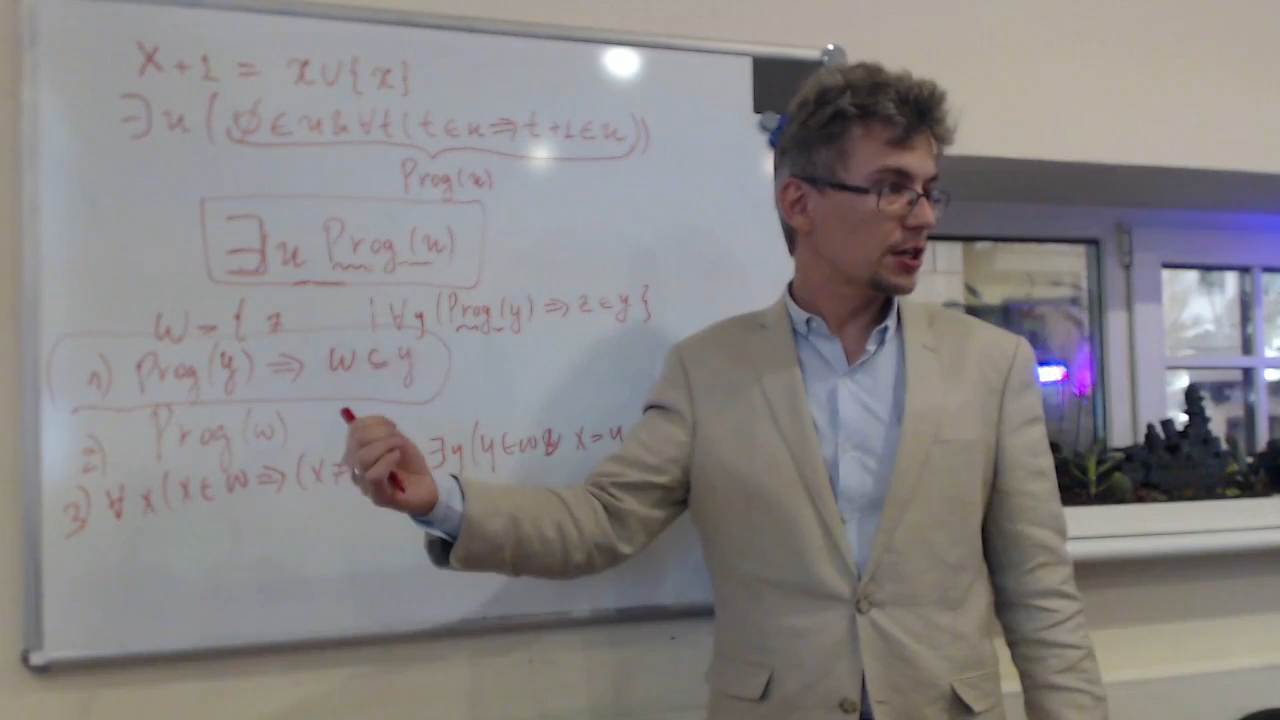 x+1 = x∪{x}
∃u(∅∈u & ∀t(t∈u⇒t+1∈u))
Prog(u)
∃u Prog(u)
ω = { z | ∀y(Prog(y) ⇒ z∈y}
1) Prog(y) ⇒ ω⊂y
2) Prog(ω)
3) ∀x(x∈ω ⇒ (x≠ ∃y(y∈ω & x=